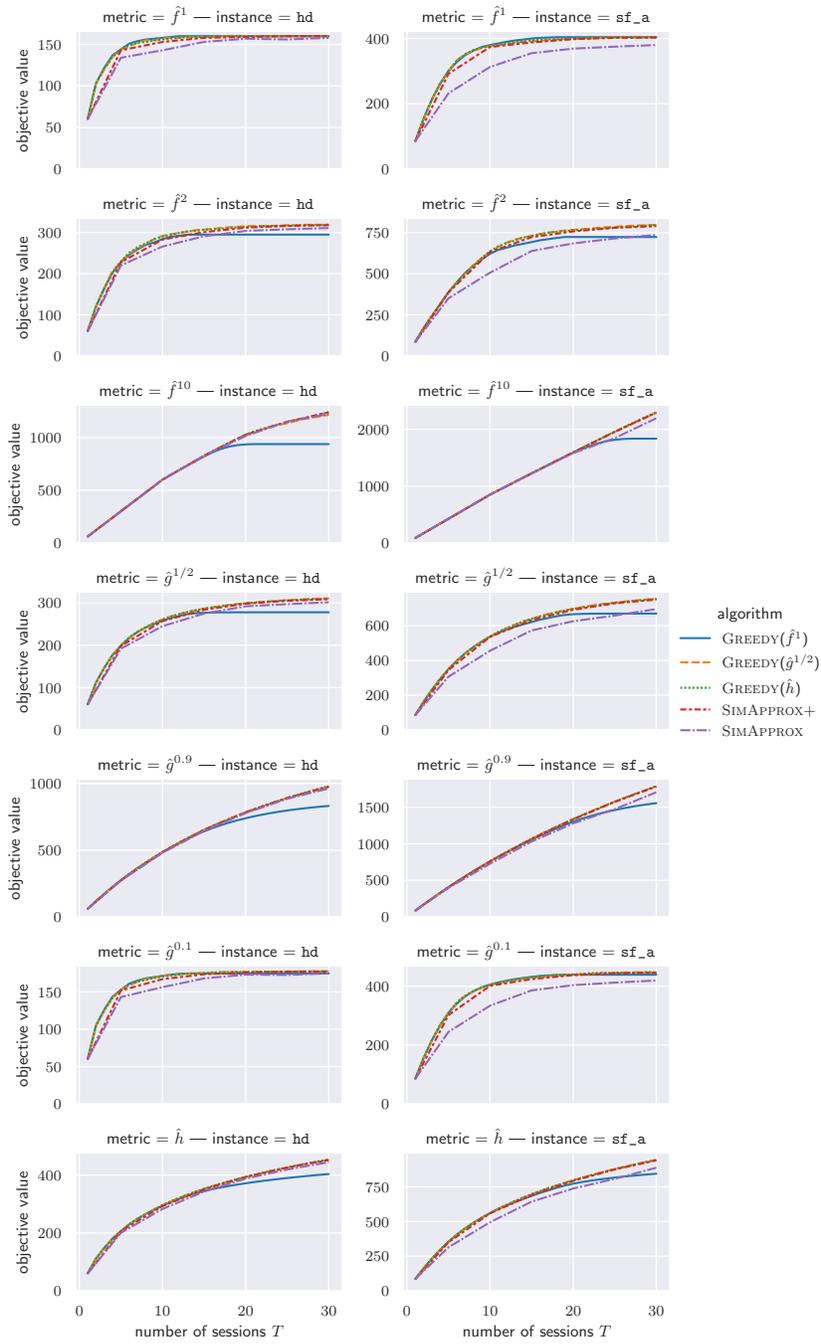 metric = f̂¹ — instance = hd
metric = f̂¹ — instance = sf_a
objective value
150
100
50
0
400
200
0
metric = f̂² — instance = hd
metric = f̂² — instance = sf_a
objective value
300
200
100
0
750
500
250
0
metric = f̂¹⁰ — instance = hd
metric = f̂¹⁰ — instance = sf_a
objective value
1000
500
0
2000
1000
0
metric = ĝ^{1/2} — instance = hd
metric = ĝ^{1/2} — instance = sf_a
objective value
300
200
100
0
600
400
200
0
algorithm
GREEDY(f̂¹)
GREEDY(ĝ^{1/2})
GREEDY(ĥ)
SIMAPPROX+
SIMAPPROX
metric = ĝ^{0.9} — instance = hd
metric = ĝ^{0.9} — instance = sf_a
objective value
1000
500
0
1500
1000
500
0
metric = ĝ^{0.1} — instance = hd
metric = ĝ^{0.1} — instance = sf_a
objective value
150
100
50
0
400
200
0
metric = ĥ — instance = hd
metric = ĥ — instance = sf_a
objective value
400
200
0
750
500
250
0
0 10 20 30
0 10 20 30
number of sessions T
number of sessions T